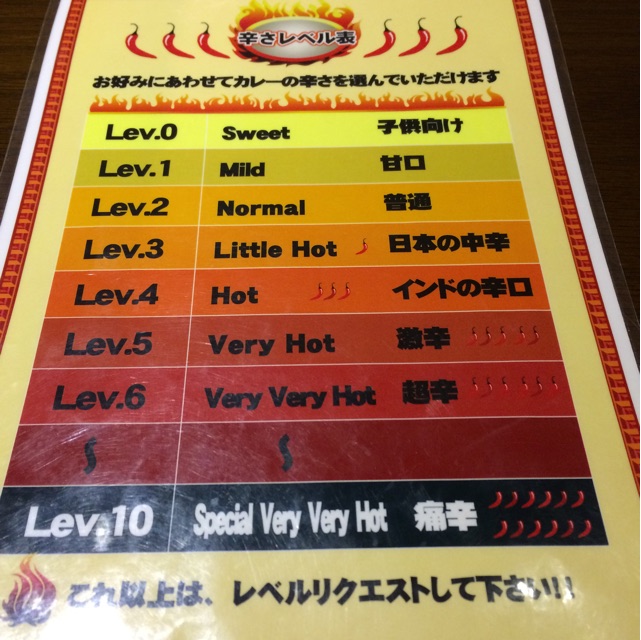 辛さレベル表
お好みにあわせてカレーの辛さを選んでいただけます
Lev.0 Sweet 子供向け
Lev.1 Mild 甘口
Lev.2 Normal 普通
Lev.3 Little Hot 日本の中辛
Lev.4 Hot インドの辛口
Lev.5 Very Hot 激辛
Lev.6 Very Very Hot 超辛
〜 〜
Lev.10 Special Very Very Hot 痛辛
これ以上は、レベルリクエストして下さい!!